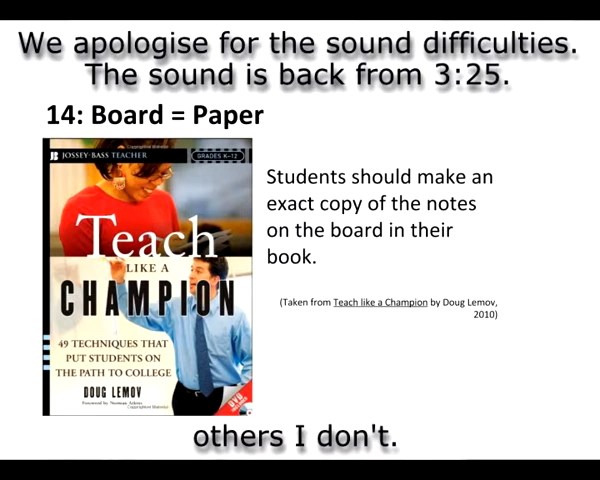 We apologise for the sound difficulties.
The sound is back from 3:25.
14: Board = Paper
JOSSEY-BASS TEACHER
GRADES K-12
Teach
LIKE A
CHAMPION
49 TECHNIQUES THAT
PUT STUDENTS ON
THE PATH TO COLLEGE
DOUG LEMOV
(Copyrighted Material)
DVD
Students should make an
exact copy of the notes
on the board in their
book.
(Taken from Teach like a Champion by Doug Lemov,
2010)
others I don't.